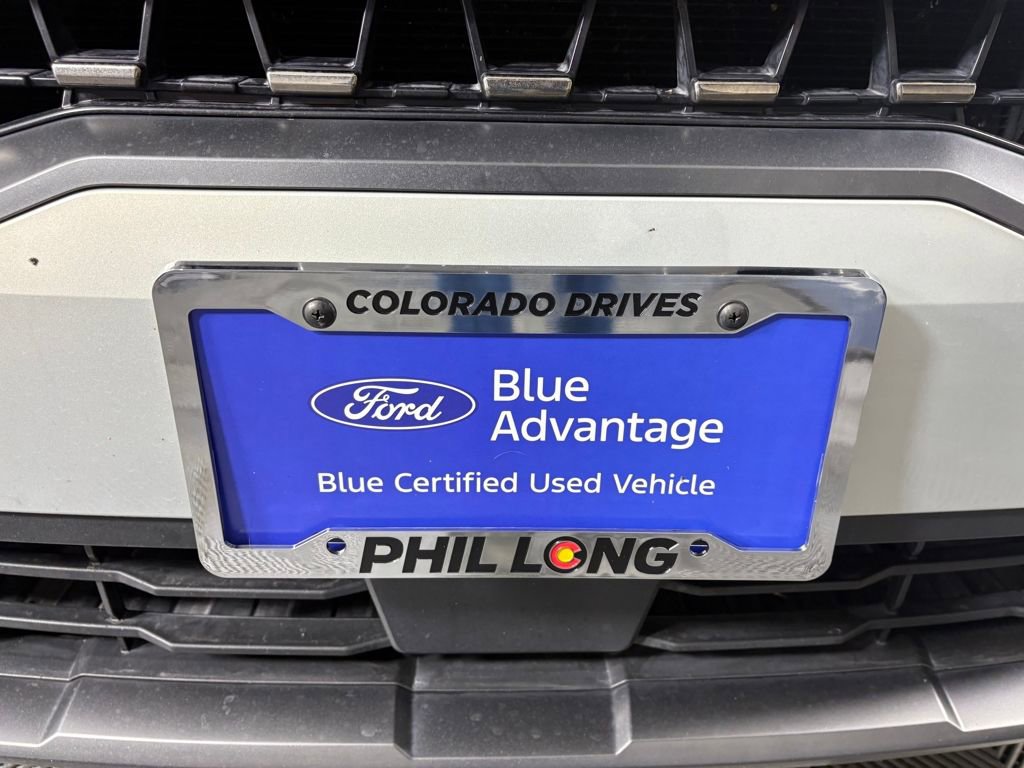 COLORADO DRIVES
Ford
Blue
Advantage
Blue Certified Used Vehicle
PHIL LONG